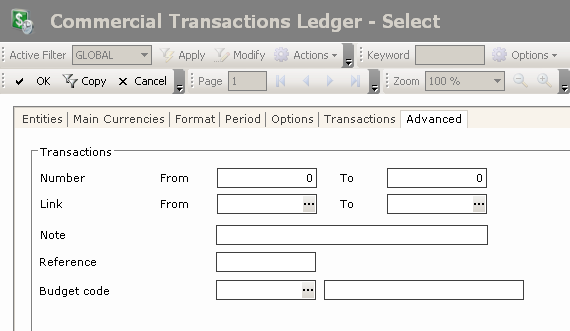 Commercial Transactions Ledger - Select
Active Filter GLOBAL Apply Modify Actions Keyword Options
OK Copy Cancel Page 1 Zoom 100 %
Entities Main Currencies Format Period Options Transactions Advanced
Transactions
Number From 0 To 0
Link From ... To ...
Note
Reference
Budget code ...